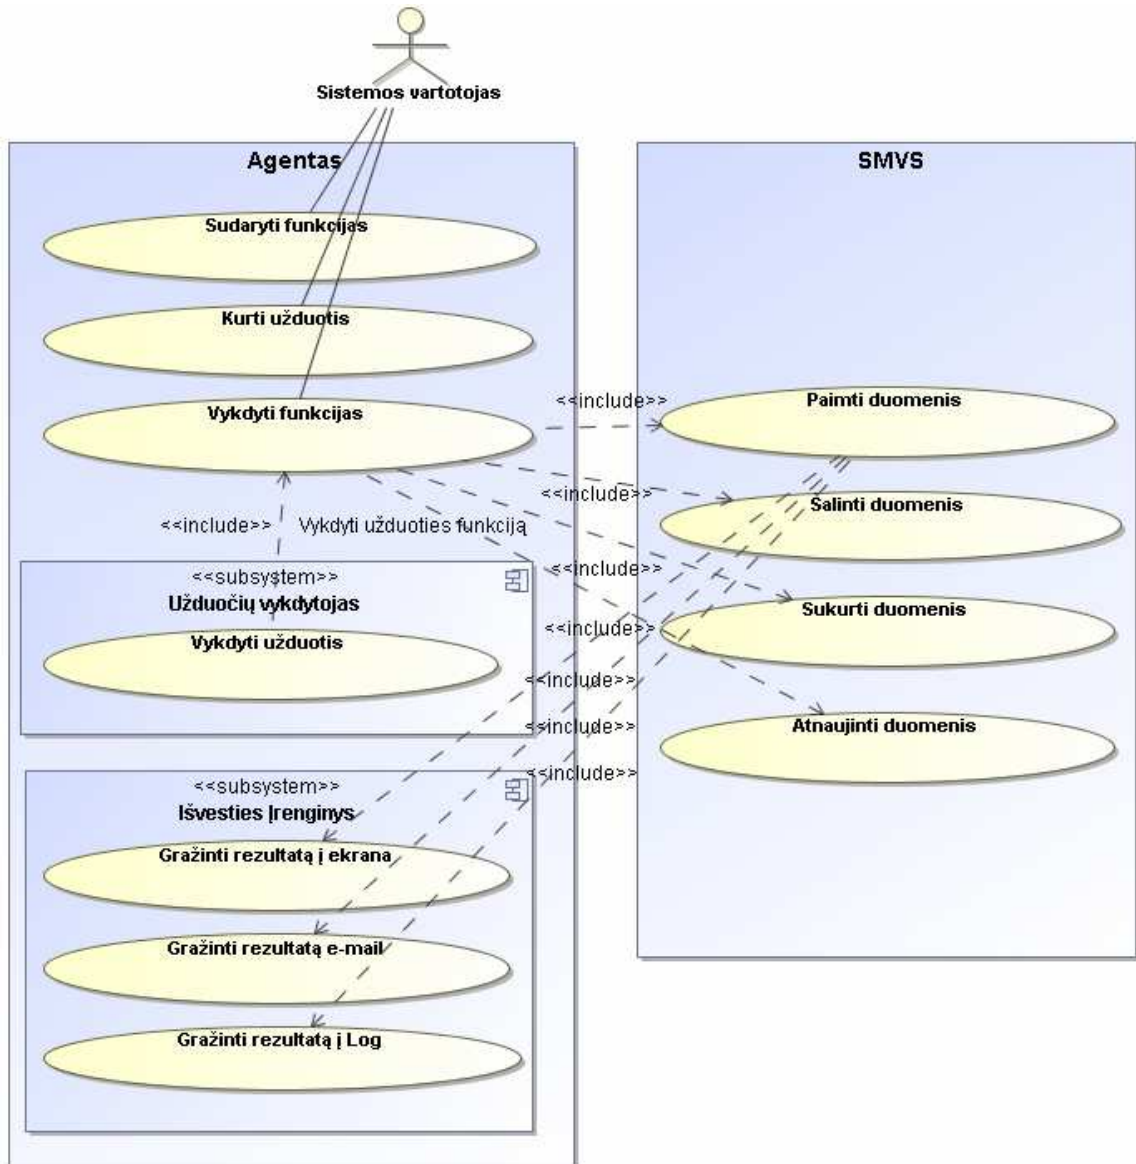 Sistemos vartotojas
Agentas
Sudaryti funkcijas
Kurti užduotis
Vykdyti funkcijas
<<include>>
Vykdyti užduoties funkciją
<<subsystem>>
Užduočių vykdytojas
Vykdyti užduotis
<<subsystem>>
Išvesties Įrenginys
Gražinti rezultatą į ekrana
Gražinti rezultatą e-mail
Gražinti rezultatą į Log
<<include>>
<<include>>
<<include>>
<<include>>
<<include>>
<<include>>
<<include>>
SMVS
Paimti duomenis
Šalinti duomenis
Sukurti duomenis
Atnaujinti duomenis